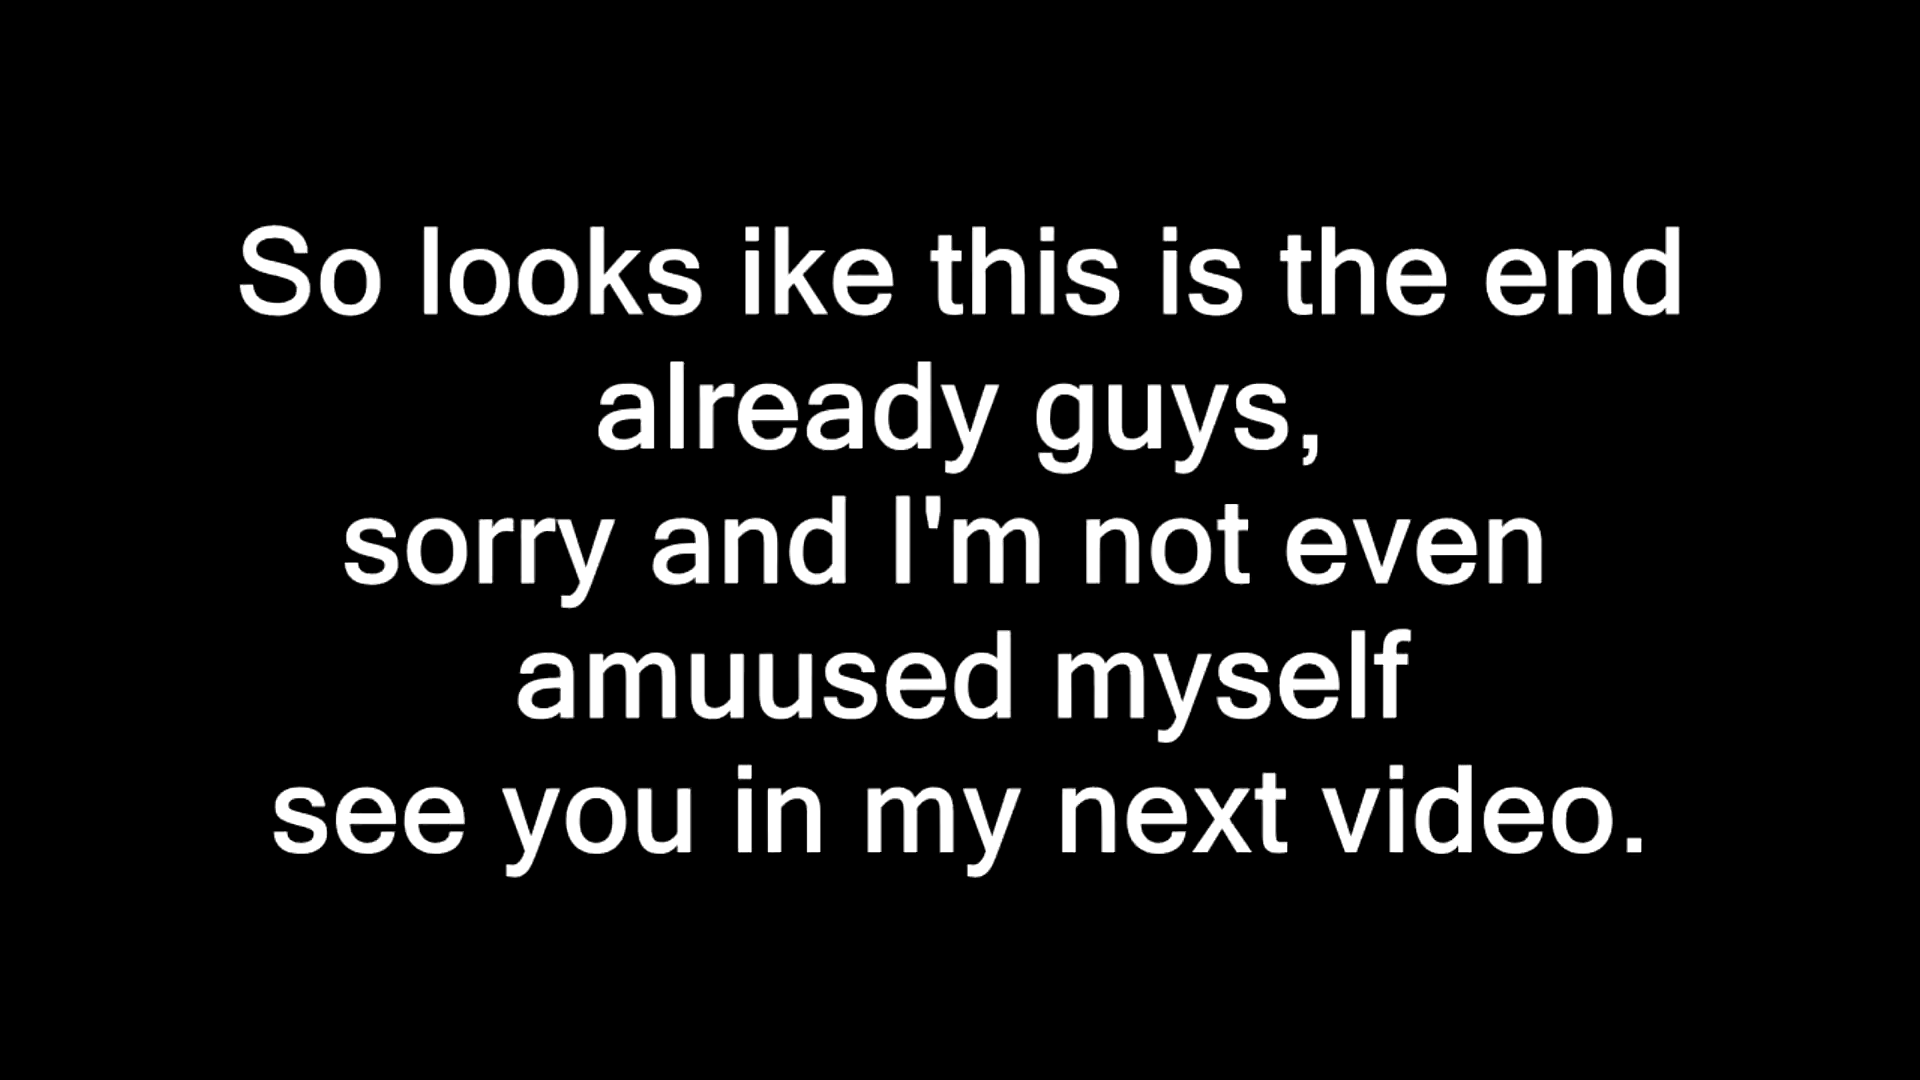 So looks ike this is the end
already guys,
sorry and I'm not even
amuused myself
see you in my next video.